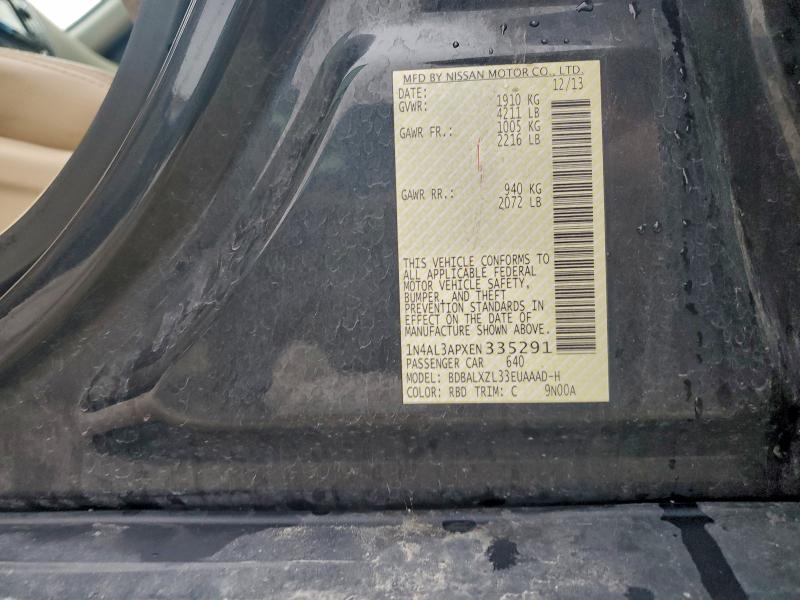 MFD BY NISSAN MOTOR CO., LTD.
DATE: 12/13
GVWR: 1910 KG
4211 LB
GAWR FR.: 1005 KG
2216 LB
GAWR RR.: 940 KG
2072 LB
THIS VEHICLE CONFORMS TO
ALL APPLICABLE FEDERAL
MOTOR VEHICLE SAFETY,
BUMPER, AND THEFT
PREVENTION STANDARDS IN
EFFECT ON THE DATE OF
MANUFACTURE SHOWN ABOVE.
1N4AL3APXEN335291
PASSENGER CAR 640
MODEL: BDBALXZL33EUAAAD-H
COLOR: RBD TRIM: C 9N00A